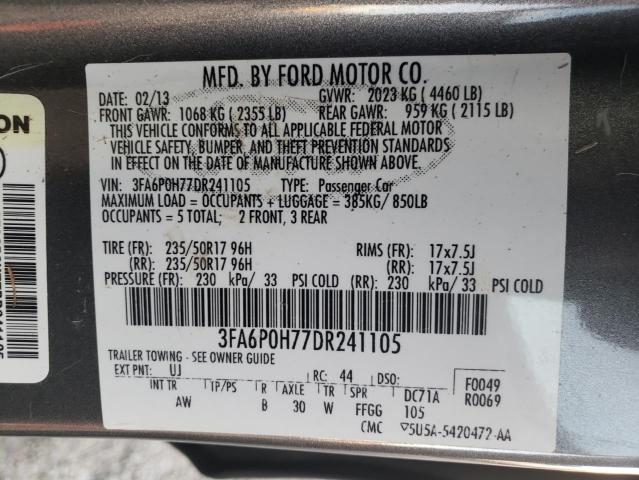 MFD. BY FORD MOTOR CO.
DATE: 02/13 GVWR: 2023 KG ( 4460 LB)
FRONT GAWR: 1068 KG ( 2355 LB) REAR GAWR: 959 KG ( 2115 LB)
THIS VEHICLE CONFORMS TO ALL APPLICABLE FEDERAL MOTOR
VEHICLE SAFETY, BUMPER, AND THEFT PREVENTION STANDARDS
IN EFFECT ON THE DATE OF MANUFACTURE SHOWN ABOVE.
VIN: 3FA6P0H77DR241105 TYPE: Passenger Car
MAXIMUM LOAD = OCCUPANTS + LUGGAGE = 385KG/ 850LB
OCCUPANTS = 5 TOTAL; 2 FRONT, 3 REAR
TIRE (FR): 235/50R17 96H RIMS (FR): 17x7.5J
(RR): 235/50R17 96H (RR): 17x7.5J
PRESSURE (FR): 230 kPa/ 33 PSI COLD (RR): 230 kPa/ 33 PSI COLD
3FA6P0H77DR241105
TRAILER TOWING - SEE OWNER GUIDE
EXT PNT: UJ RC: 44 DSO: F0049
INT TR TP/PS R AXLE TR SPR DC71A R0069
AW B 30 W FFGG 105
CMC ▽5U5A-5420472-AA
ON